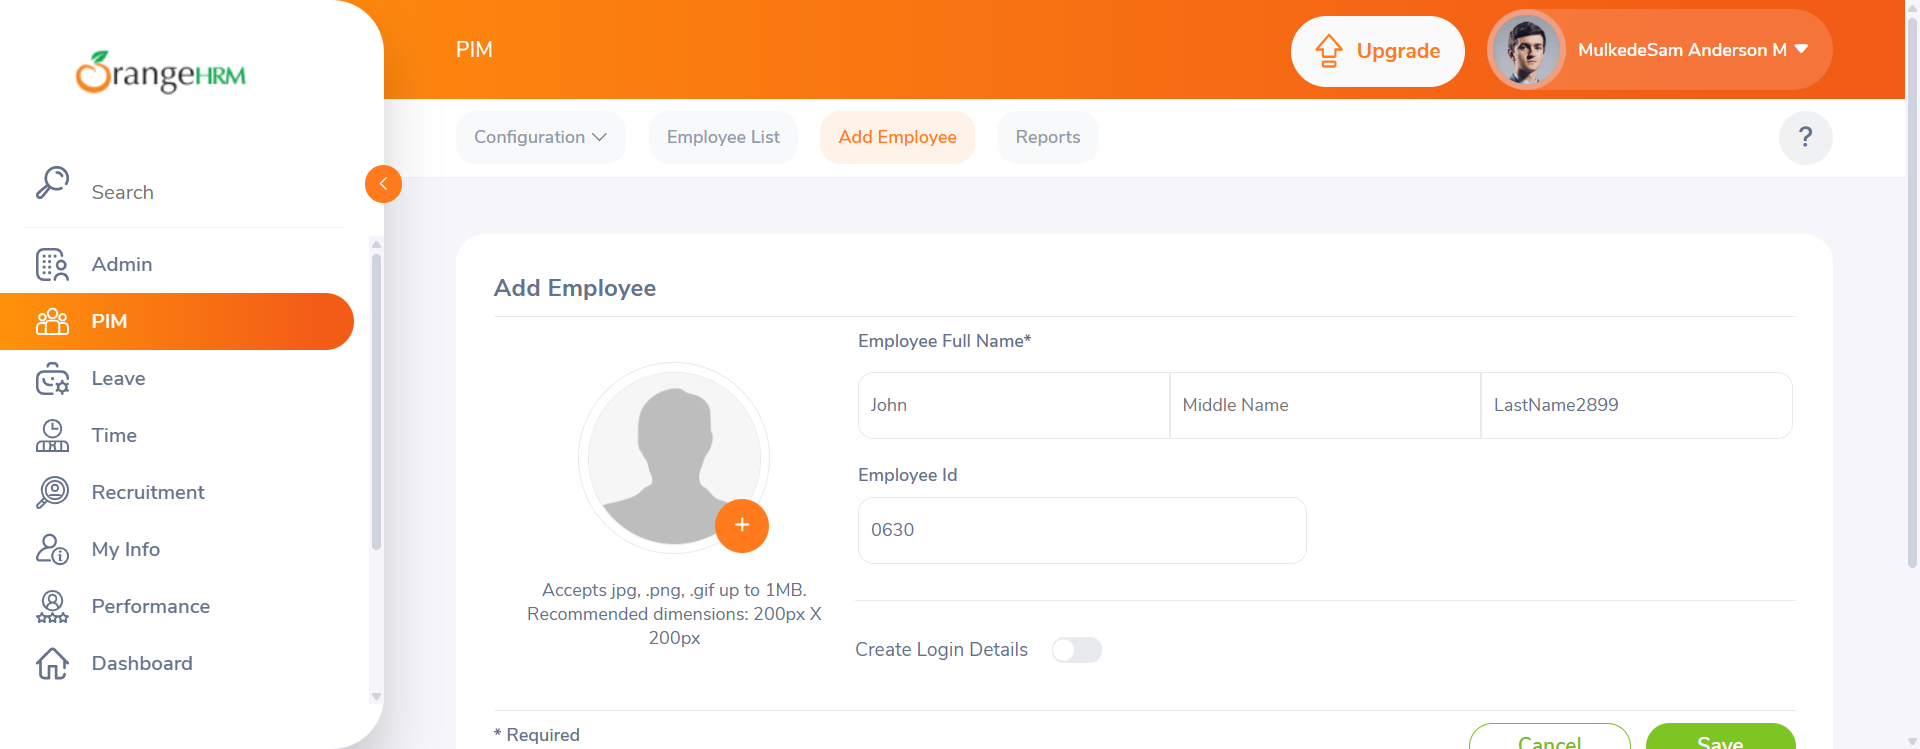 OrangeHRM
PIM
Upgrade
MulkedeSam Anderson M
Search
Configuration
Employee List
Add Employee
Reports
?
Admin
PIM
Leave
Time
Recruitment
My Info
Performance
Dashboard
Add Employee
Employee Full Name*
John
Middle Name
LastName2899
Employee Id
0630
Accepts jpg, .png, .gif up to 1MB.
Recommended dimensions: 200px X
200px
Create Login Details
* Required
Cancel
Save